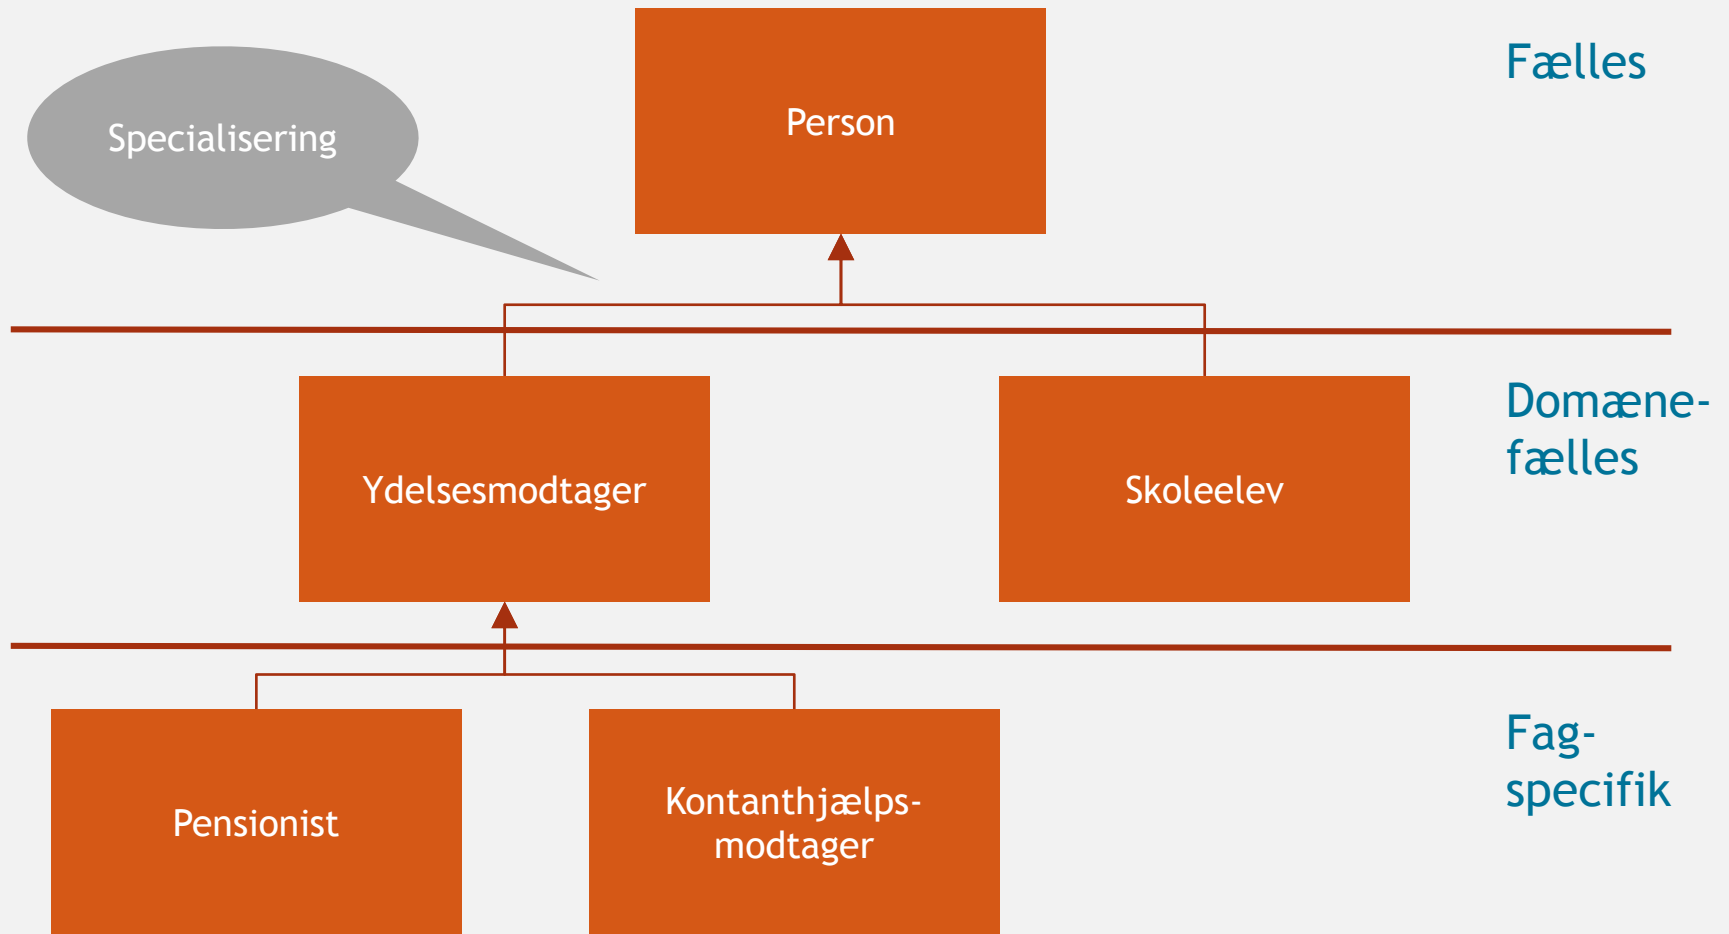 Fælles
Specialisering
Person
Domæne-
fælles
Ydelsesmodtager
Skoleelev
Fag-
specifik
Pensionist
Kontanthjælps-
modtager